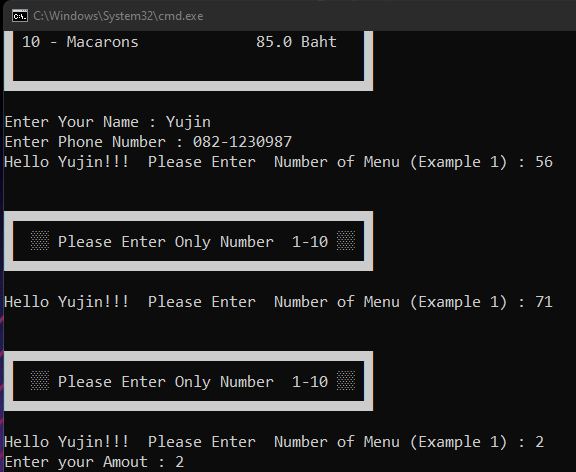 C:\Windows\System32\cmd.exe
10 - Macarons 85.0 Baht
Enter Your Name : Yujin
Enter Phone Number : 082-1230987
Hello Yujin!!!  Please Enter  Number of Menu (Example 1) : 56
▒▒ Please Enter Only Number  1-10 ▒▒
Hello Yujin!!!  Please Enter  Number of Menu (Example 1) : 71
▒▒ Please Enter Only Number  1-10 ▒▒
Hello Yujin!!!  Please Enter  Number of Menu (Example 1) : 2
Enter your Amout : 2